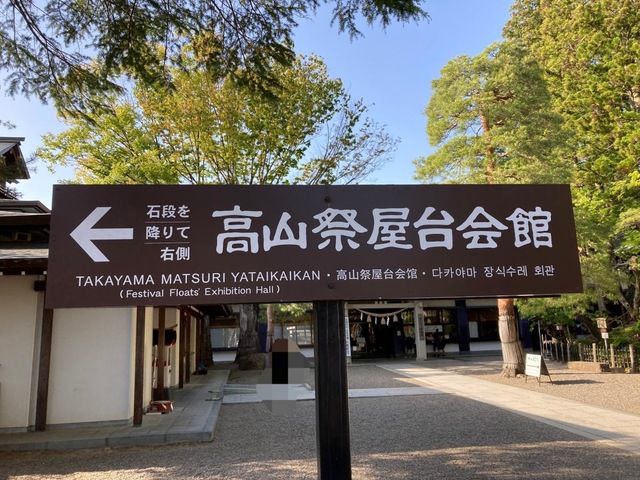 石段を
降りて
右側
高山祭屋台会館
TAKAYAMA MATSURI YATAIKAIKAN・高山祭屋台会館・다카야마 장식수레 회관
( Festival Floats' Exhibition Hall )